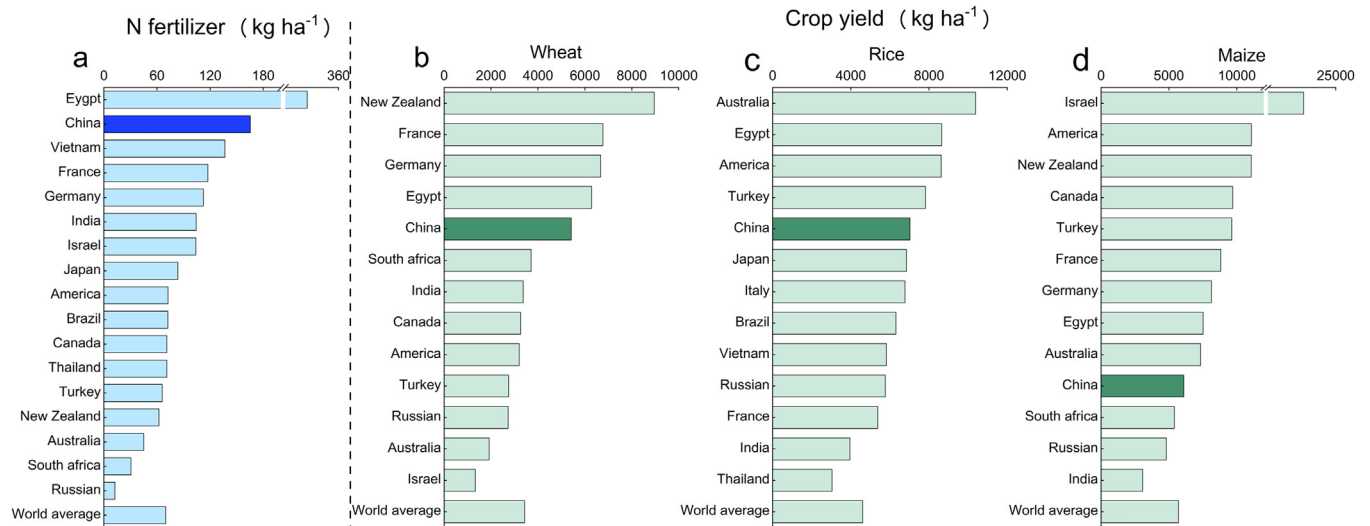 N fertilizer ( kg ha⁻¹ )
Crop yield ( kg ha⁻¹ )
a
0 60 120 180 360
Eygpt
China
Vietnam
France
Germany
India
Israel
Japan
America
Brazil
Canada
Thailand
Turkey
New Zealand
Australia
South africa
Russian
World average
b
Wheat
0 2000 4000 6000 8000 10000
New Zealand
France
Germany
Egypt
China
South africa
India
Canada
America
Turkey
Russian
Australia
Israel
World average
c
Rice
0 4000 8000 12000
Australia
Egypt
America
Turkey
China
Japan
Italy
Brazil
Vietnam
Russian
France
India
Thailand
World average
d
Maize
0 5000 10000 25000
Israel
America
New Zealand
Canada
Turkey
France
Germany
Egypt
Australia
China
South africa
Russian
India
World average